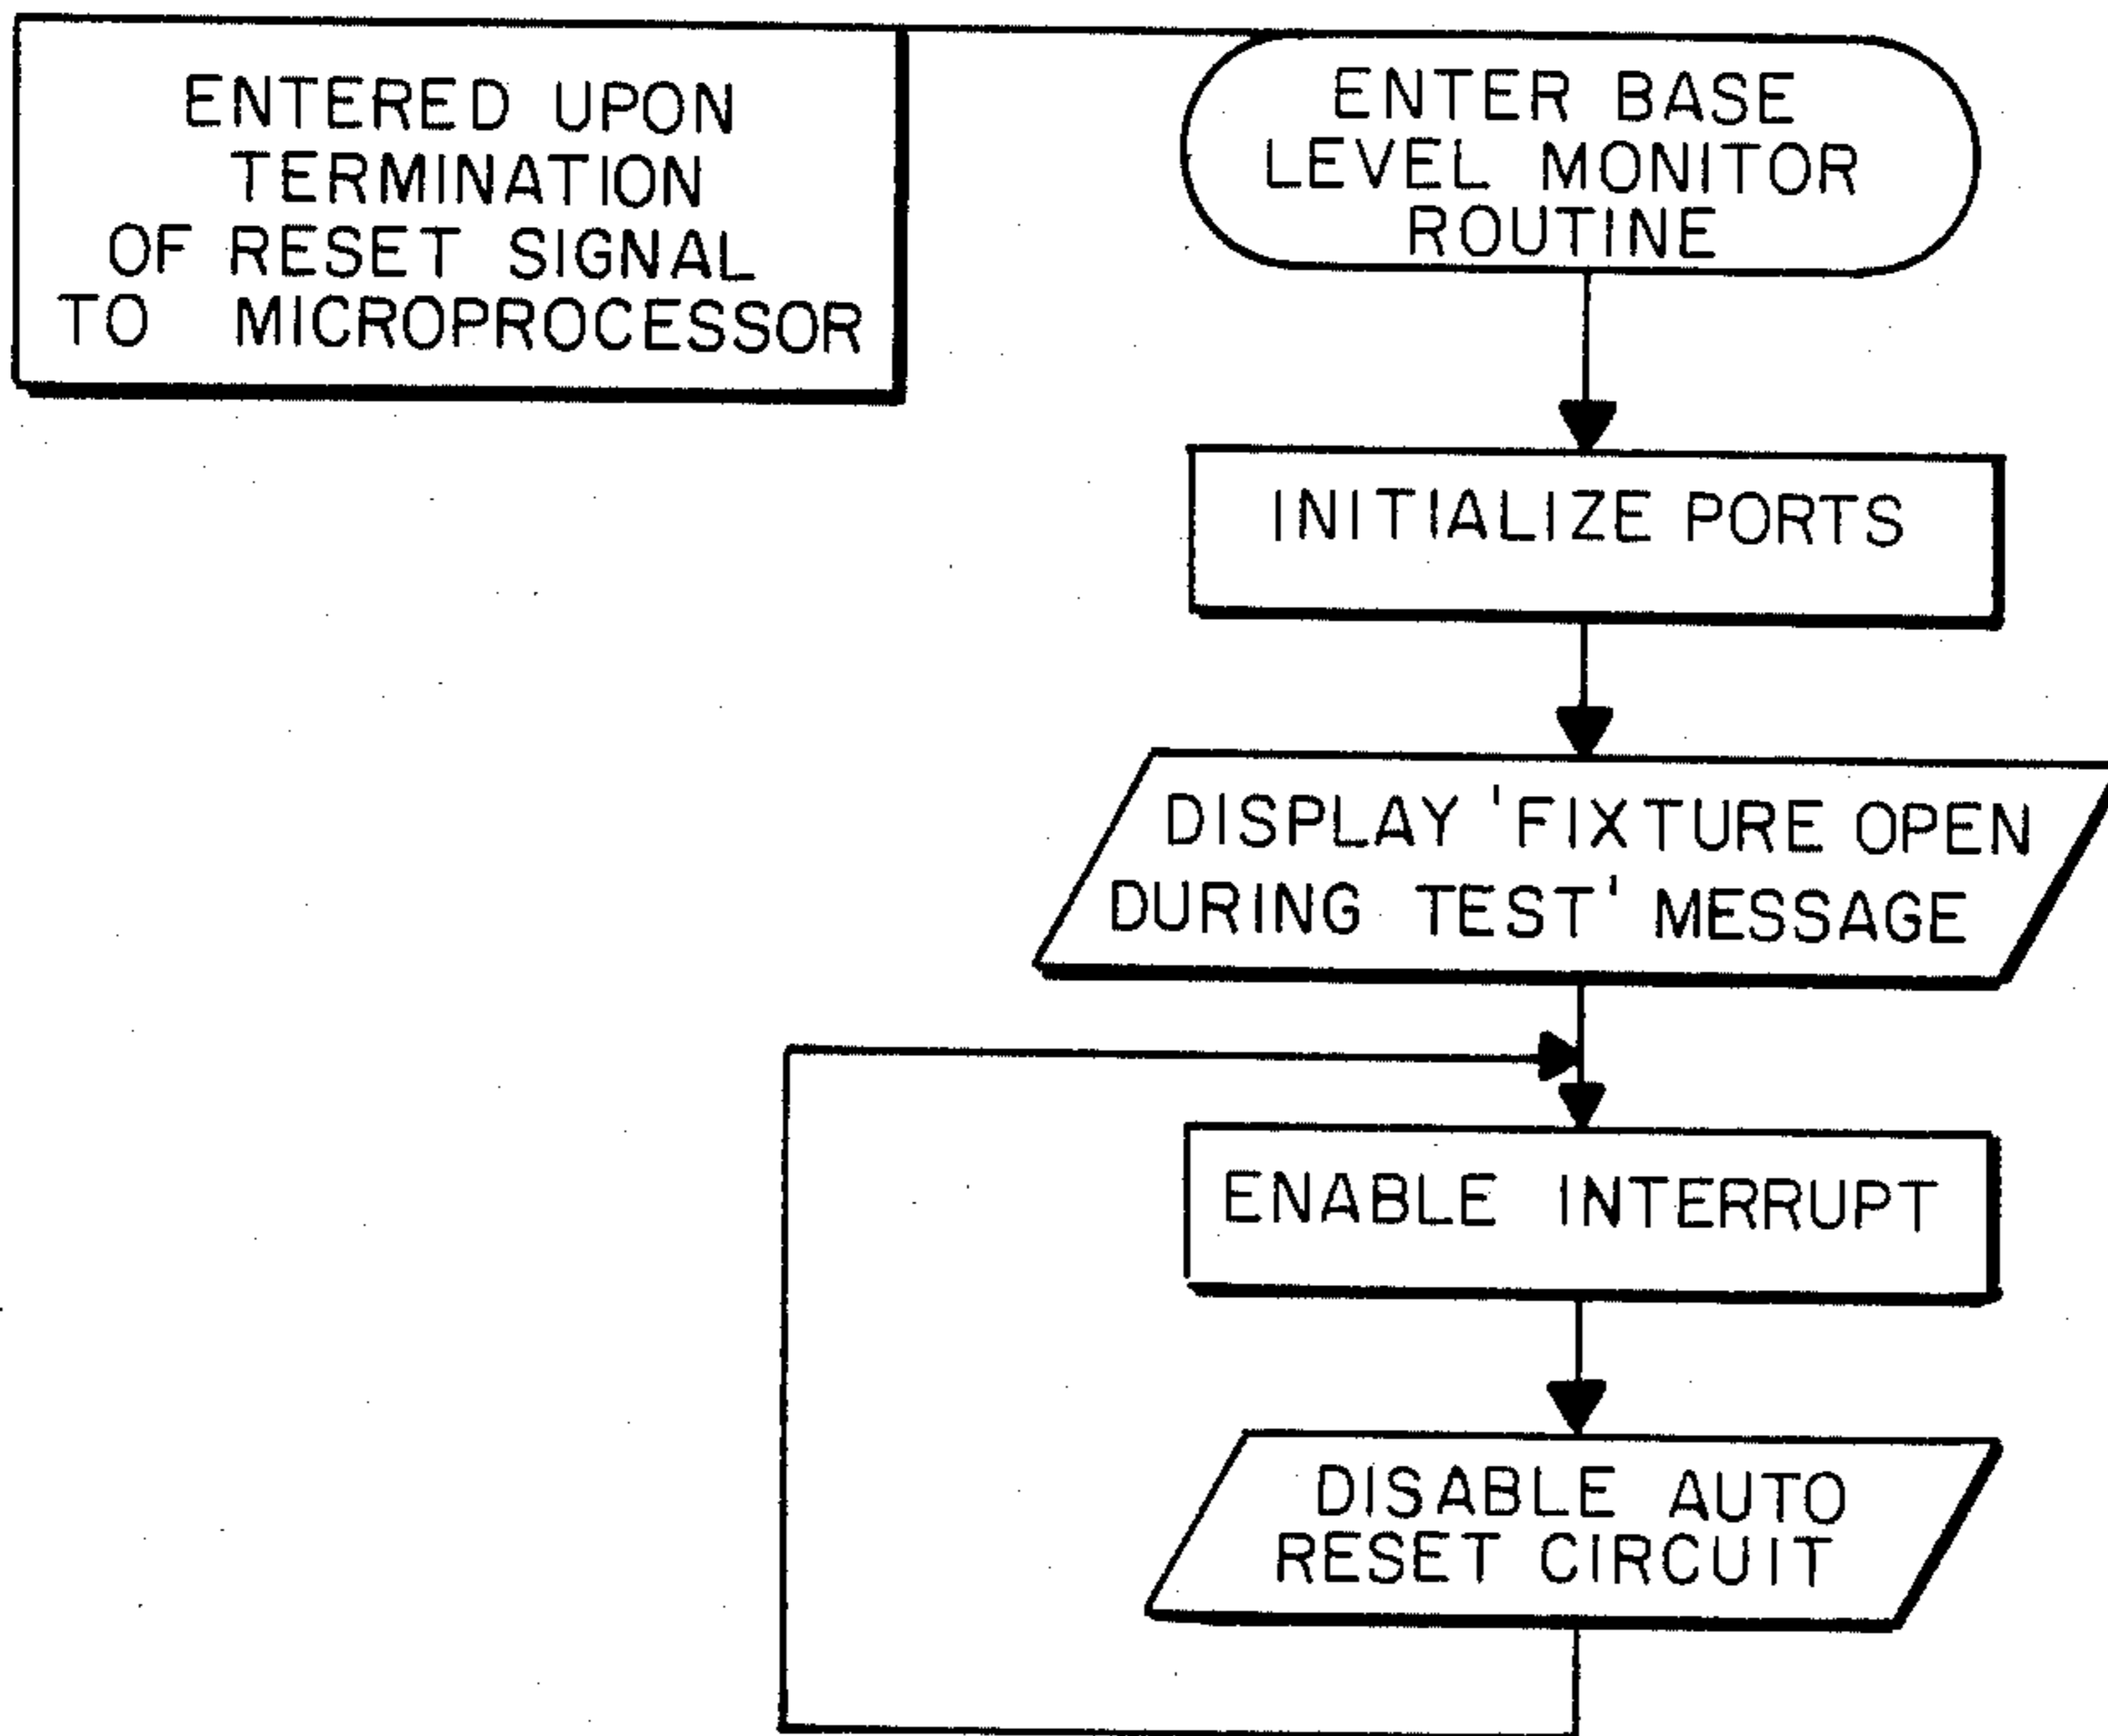 ENTERED UPON
TERMINATION
OF RESET SIGNAL
TO MICROPROCESSOR
ENTER BASE
LEVEL MONITOR
ROUTINE
INITIALIZE PORTS
DISPLAY 'FIXTURE OPEN
DURING TEST' MESSAGE
ENABLE INTERRUPT
DISABLE AUTO
RESET CIRCUIT